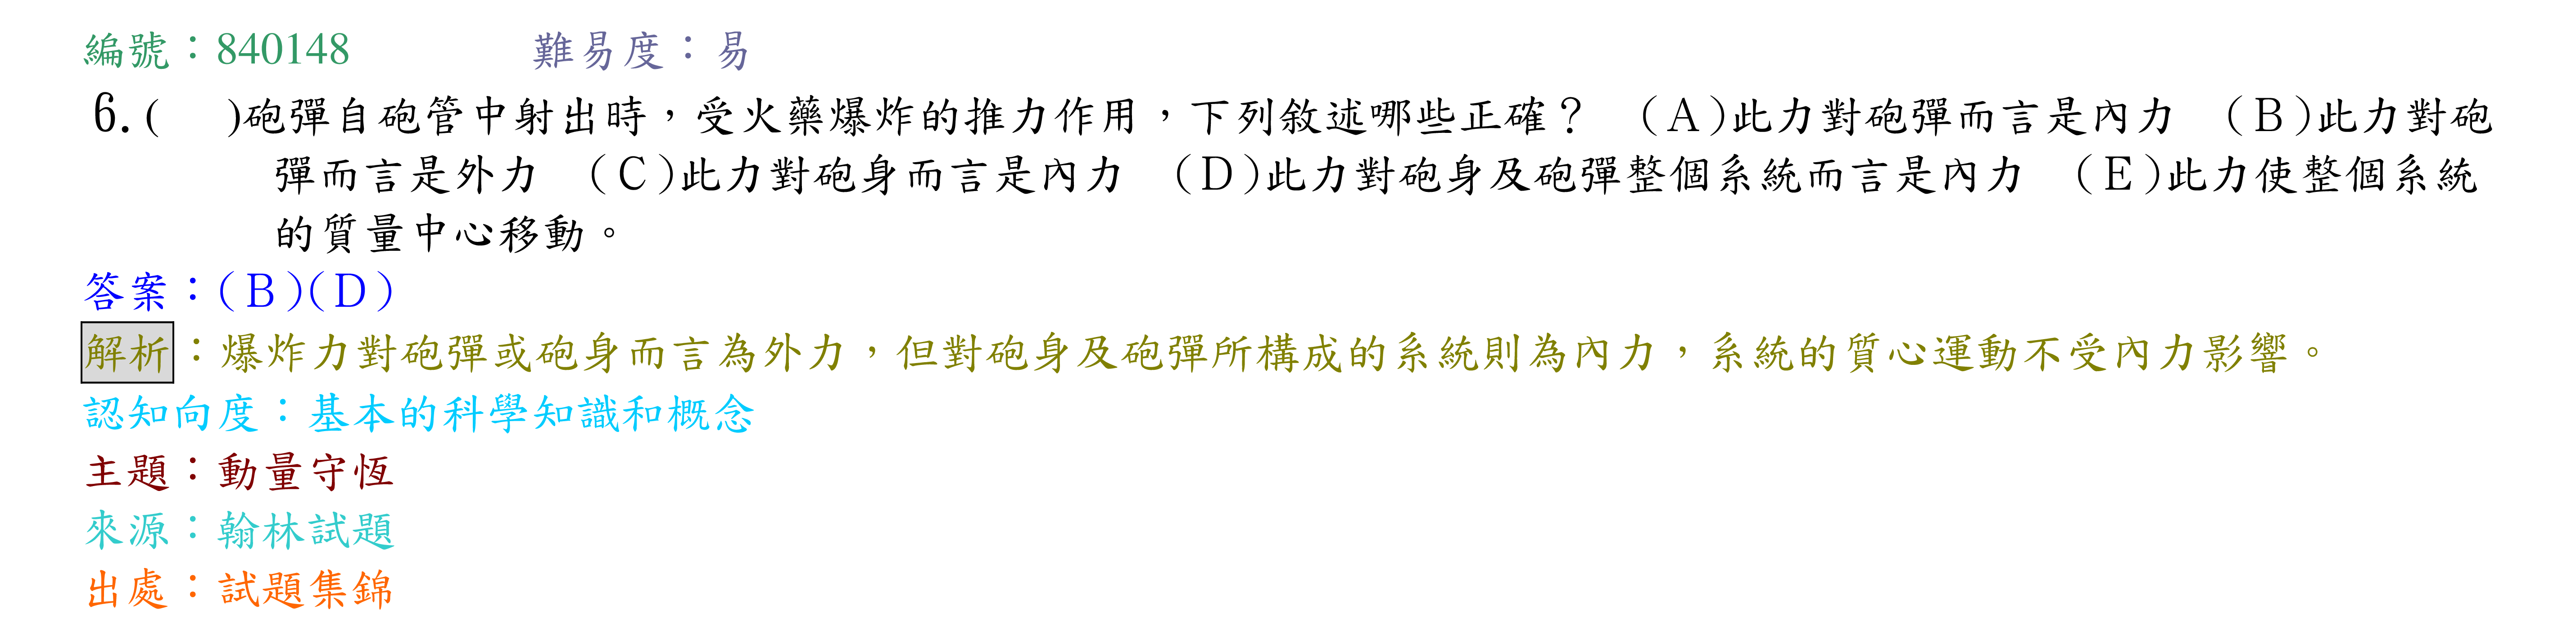 編號：840148 難易度：易
6.( )砲彈自砲管中射出時，受火藥爆炸的推力作用，下列敘述哪些正確？ (A)此力對砲彈而言是內力 (B)此力對砲
彈而言是外力 (C)此力對砲身而言是內力 (D)此力對砲身及砲彈整個系統而言是內力 (E)此力使整個系統
的質量中心移動。
答案：(B)(D)
解析：爆炸力對砲彈或砲身而言為外力，但對砲身及砲彈所構成的系統則為內力，系統的質心運動不受內力影響。
認知向度：基本的科學知識和概念
主題：動量守恆
來源：翰林試題
出處：試題集錦